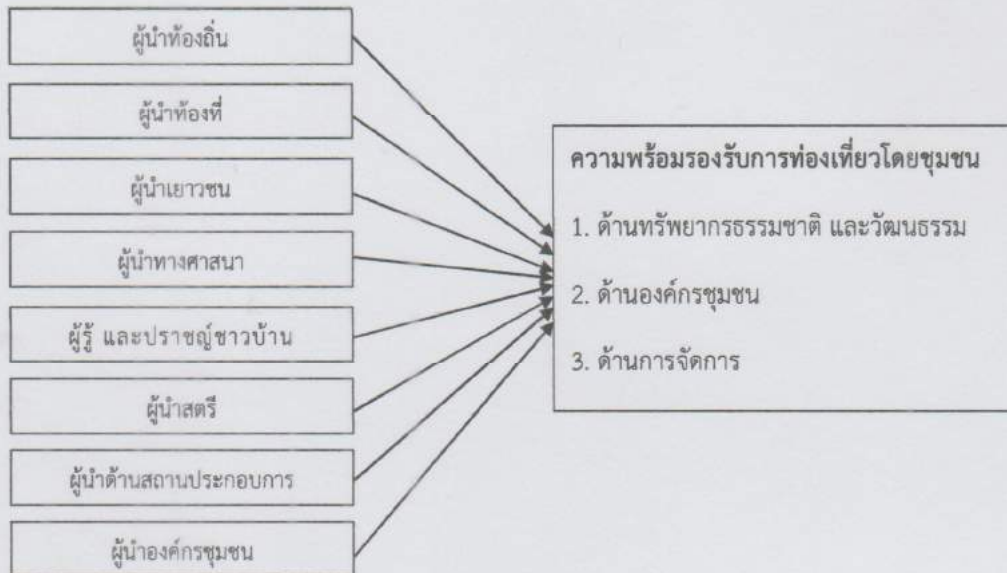 ผู้นำท้องถิ่น
ผู้นำท้องที่
ผู้นำเยาวชน
ผู้นำทางศาสนา
ผู้รู้ และปราชญ์ชาวบ้าน
ผู้นำสตรี
ผู้นำด้านสถานประกอบการ
ผู้นำองค์กรชุมชน
ความพร้อมรองรับการท่องเที่ยวโดยชุมชน
1. ด้านทรัพยากรธรรมชาติ และวัฒนธรรม
2. ด้านองค์กรชุมชน
3. ด้านการจัดการ